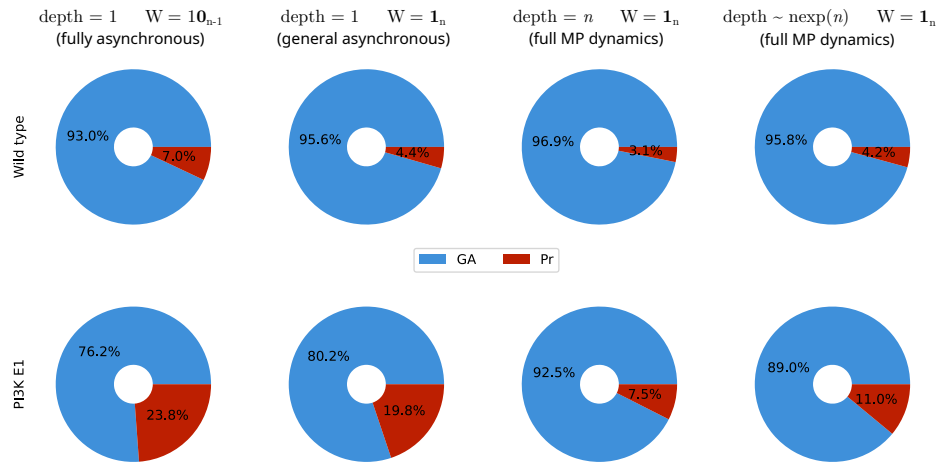 depth = 1 W = 10ₙ₋₁ depth = 1 W = 1ₙ depth = n W = 1ₙ depth ~ nexp(n) W = 1ₙ
(fully asynchronous) (general asynchronous) (full MP dynamics) (full MP dynamics)
Wild type
93.0% 7.0% 95.6% 4.4% 96.9% 3.1% 95.8% 4.2%
GA Pr
PI3K E1
76.2% 23.8% 80.2% 19.8% 92.5% 7.5% 89.0% 11.0%